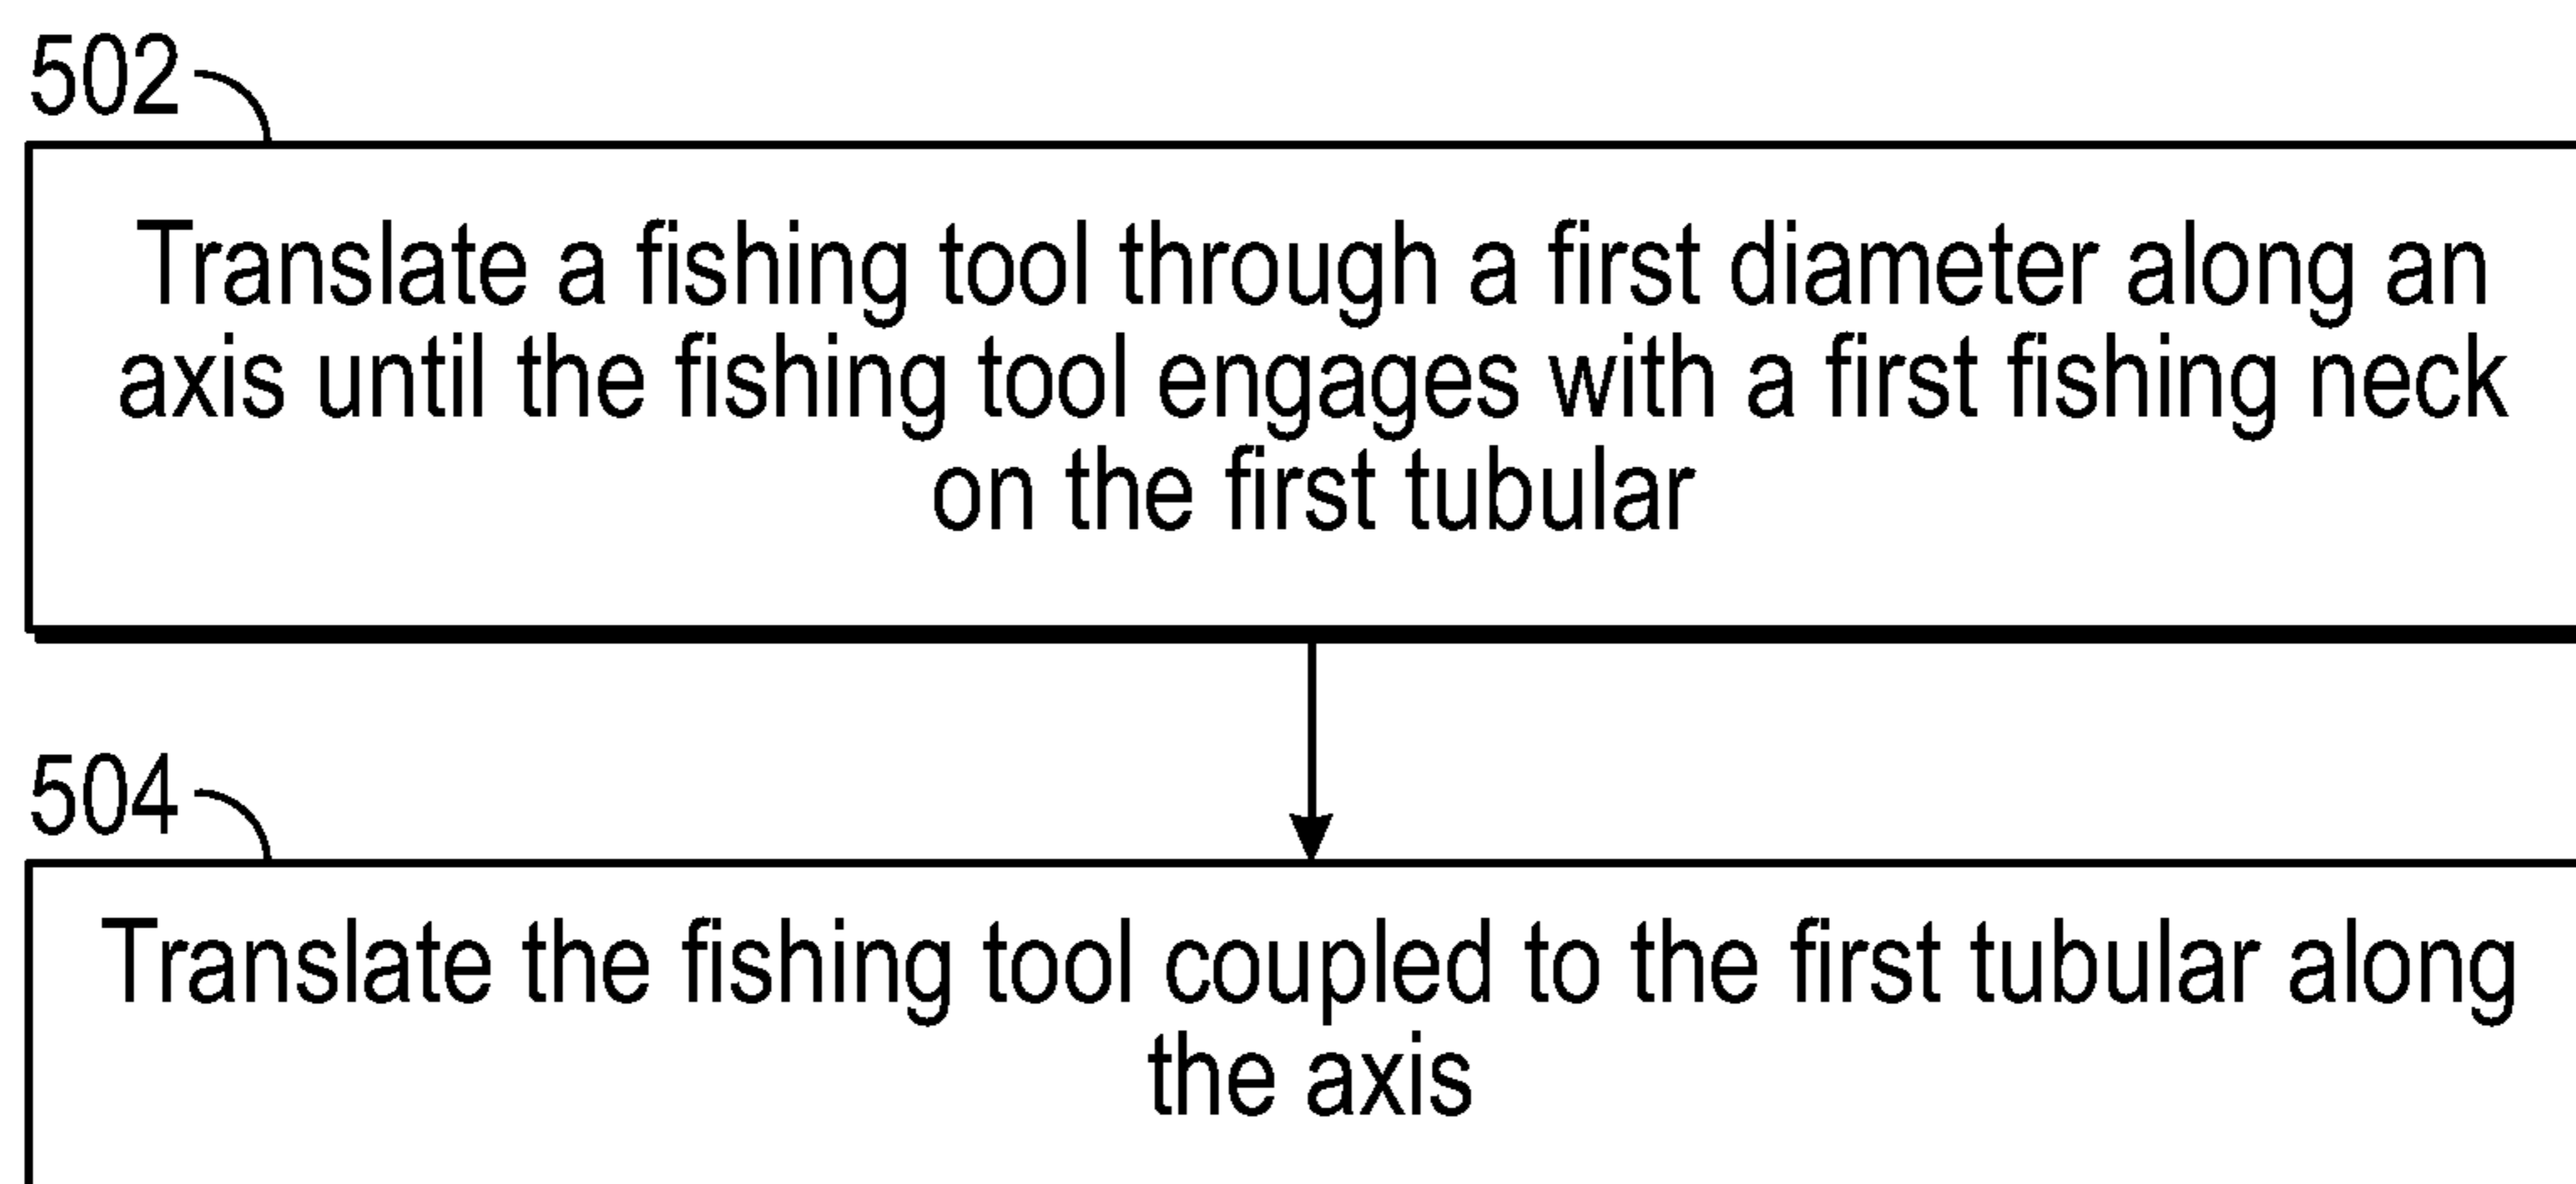 502
Translate a fishing tool through a first diameter along an
axis until the fishing tool engages with a first fishing neck
on the first tubular
504
Translate the fishing tool coupled to the first tubular along
the axis